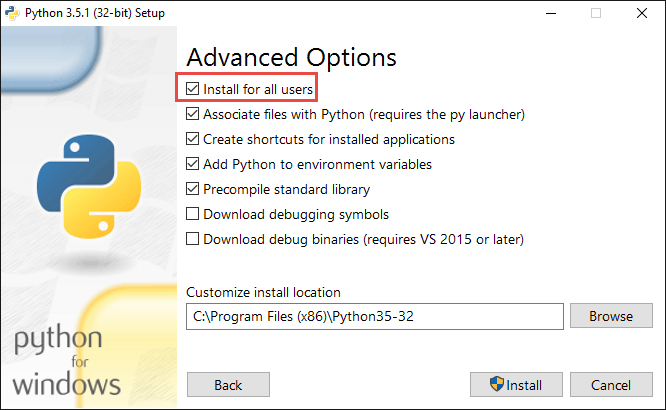 Python 3.5.1 (32-bit) Setup
Advanced Options
Install for all users
Associate files with Python (requires the py launcher)
Create shortcuts for installed applications
Add Python to environment variables
Precompile standard library
Download debugging symbols
Download debug binaries (requires VS 2015 or later)
Customize install location
C:\Program Files (x86)\Python35-32
Browse
python
for
windows
Back
Install
Cancel